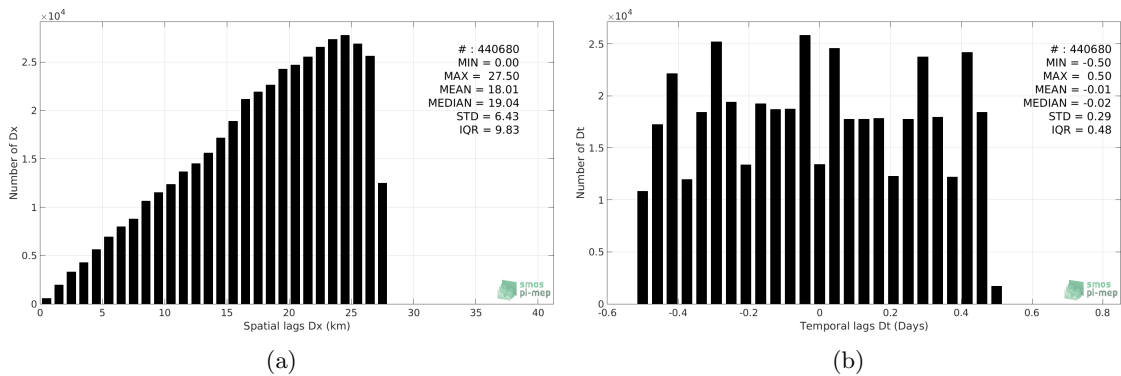 ×10⁴
2.5
2
1.5
1
0.5
0
Number of Dx
# : 440680
MIN = 0.00
MAX = 27.50
MEAN = 18.01
MEDIAN = 19.04
STD = 6.43
IQR = 9.83
smos
pi-mep
0 5 10 15 20 25 30 35 40
Spatial lags Dx (km)
(a)
×10⁴
2.5
2
1.5
1
0.5
0
Number of Dt
# : 440680
MIN = -0.50
MAX = 0.50
MEAN = -0.01
MEDIAN = -0.02
STD = 0.29
IQR = 0.48
smos
pi-mep
-0.6 -0.4 -0.2 0 0.2 0.4 0.6 0.8
Temporal lags Dt (Days)
(b)